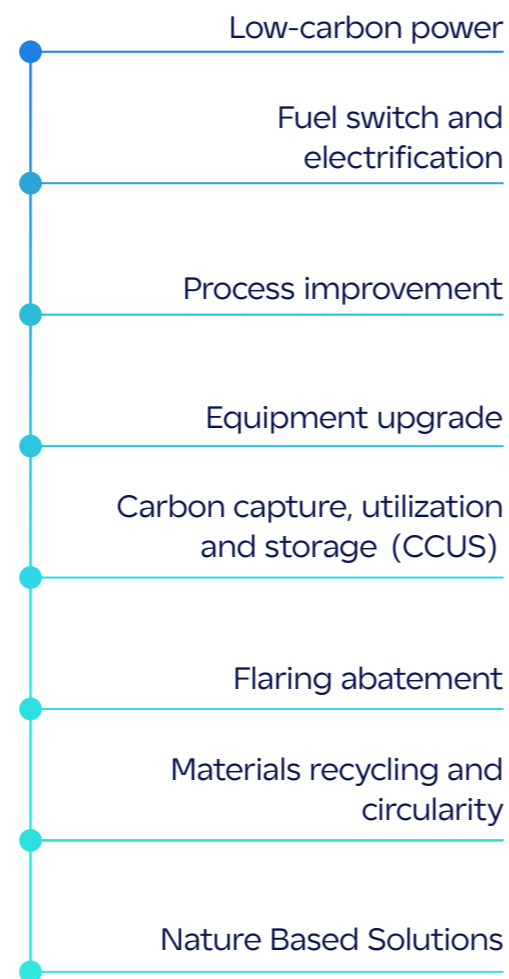 Low-carbon power
Fuel switch and
electrification
Process improvement
Equipment upgrade
Carbon capture, utilization
and storage (CCUS)
Flaring abatement
Materials recycling and
circularity
Nature Based Solutions